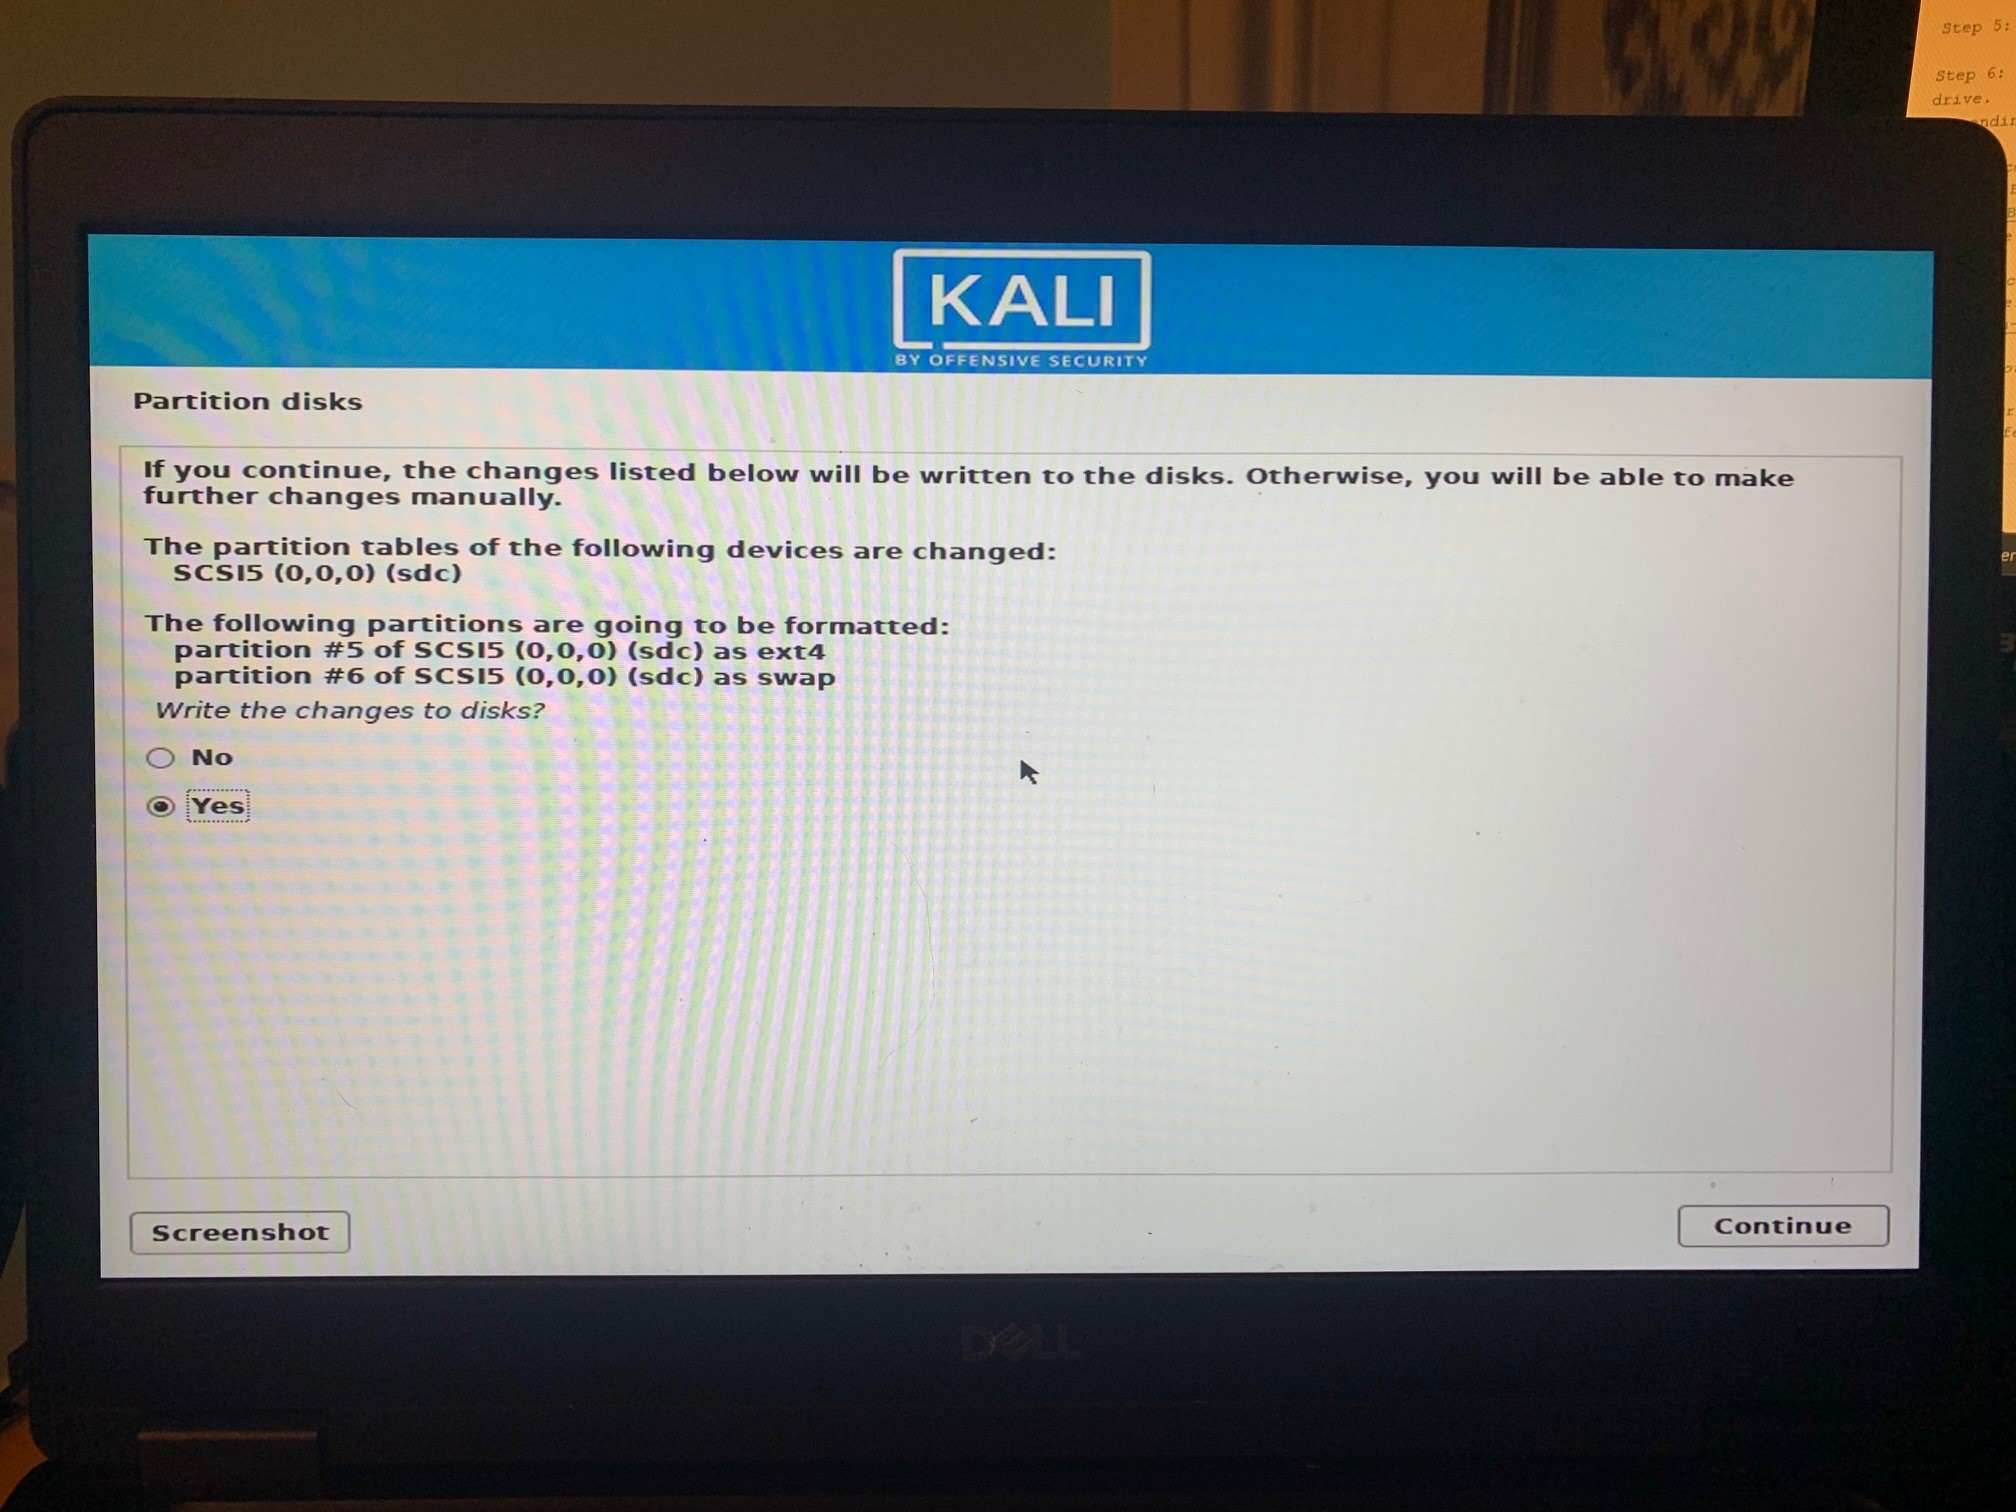 Step 5:
Step 6:
drive.
KALI
BY OFFENSIVE SECURITY
Partition disks
If you continue, the changes listed below will be written to the disks. Otherwise, you will be able to make
further changes manually.
The partition tables of the following devices are changed:
SCSI5 (0,0,0) (sdc)
The following partitions are going to be formatted:
partition #5 of SCSI5 (0,0,0) (sdc) as ext4
partition #6 of SCSI5 (0,0,0) (sdc) as swap
Write the changes to disks?
No
Yes
Screenshot
Continue
DELL